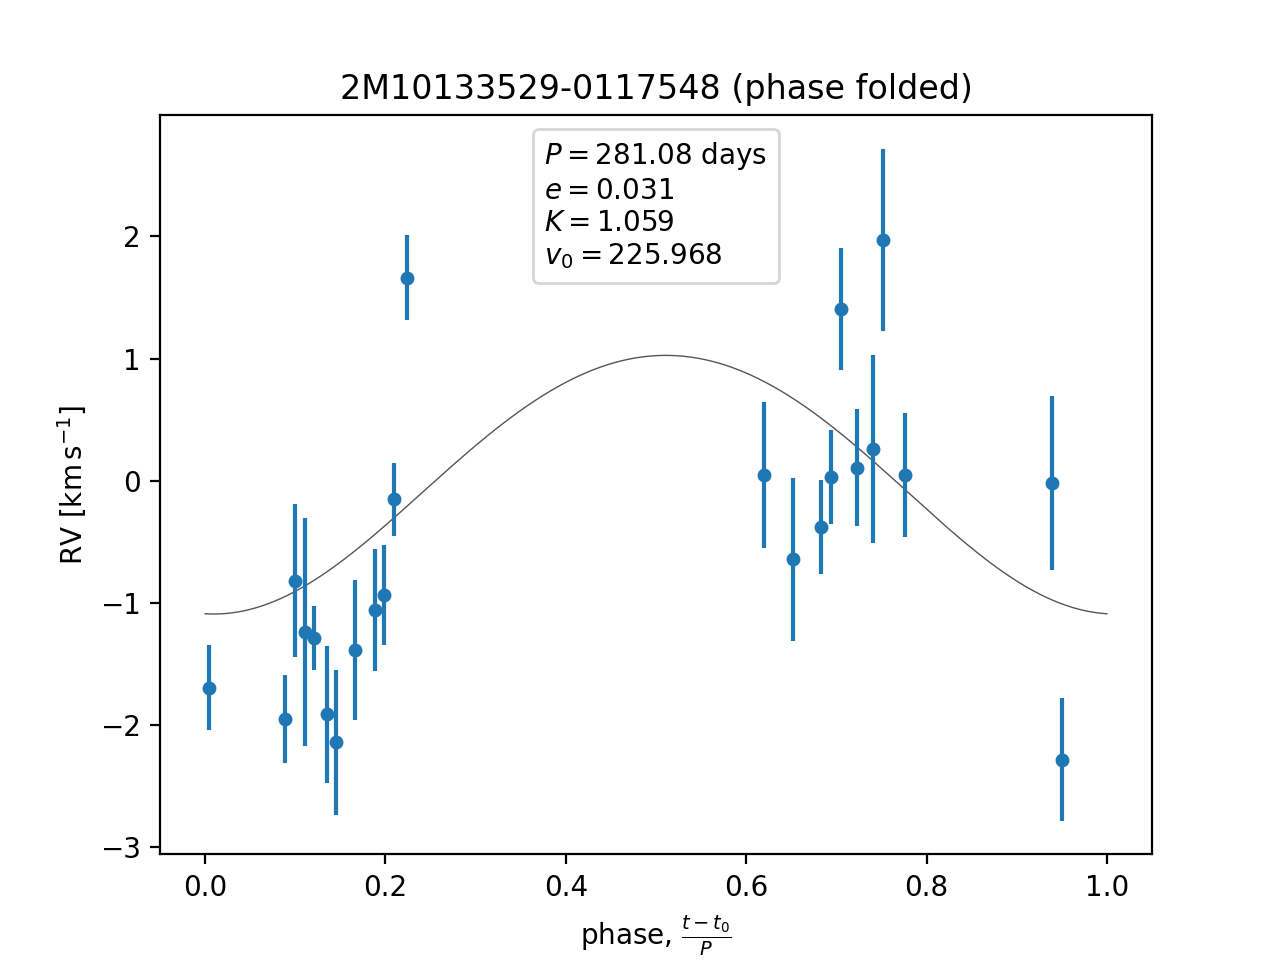 2M10133529-0117548 (phase folded)
P = 281.08 days
e = 0.031
K = 1.059
v₀ = 225.968
2
1
0
−1
−2
−3
RV [km s⁻¹]
0.0 0.2 0.4 0.6 0.8 1.0
phase, (t − t₀)/P